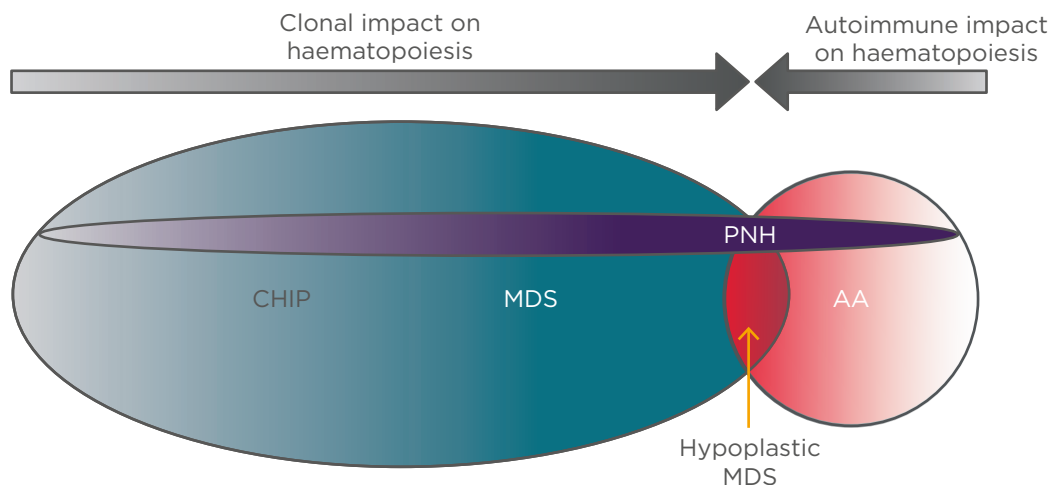 Clonal impact on
haematopoiesis
Autoimmune impact
on haematopoiesis
PNH
CHIP
MDS
AA
Hypoplastic
MDS